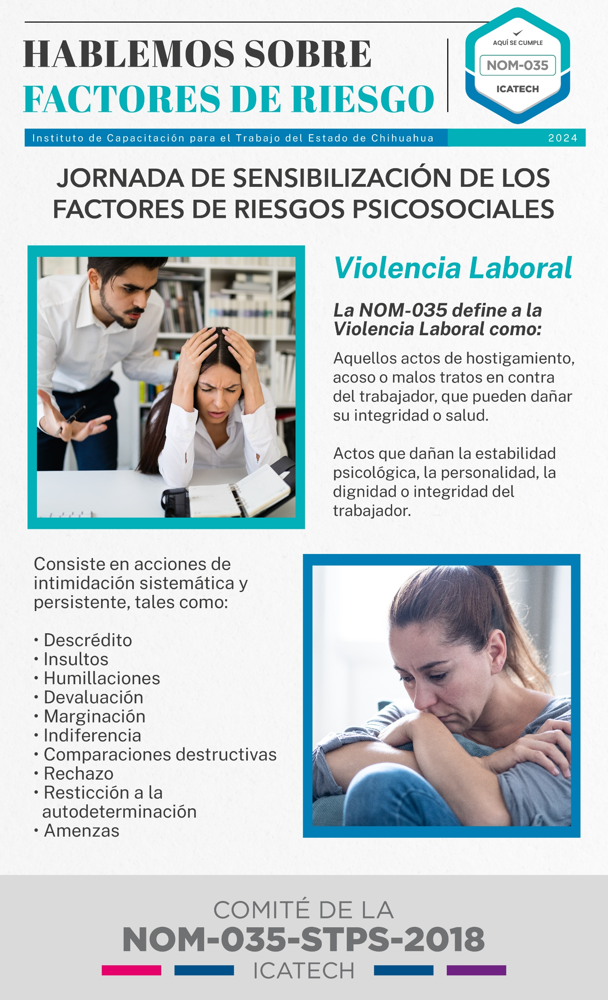 HABLEMOS SOBRE
FACTORES DE RIESGO
AQUÍ SE CUMPLE
NOM-035
ICATECH
Instituto de Capacitación para el Trabajo del Estado de Chihuahua 2024
JORNADA DE SENSIBILIZACIÓN DE LOS
FACTORES DE RIESGOS PSICOSOCIALES
Violencia Laboral
La NOM-035 define a la
Violencia Laboral como:
Aquellos actos de hostigamiento,
acoso o malos tratos en contra
del trabajador, que pueden dañar
su integridad o salud.
Actos que dañan la estabilidad
psicológica, la personalidad, la
dignidad o integridad del
trabajador.
Consiste en acciones de
intimidación sistemática y
persistente, tales como:
• Descrédito
• Insultos
• Humillaciones
• Devaluación
• Marginación
• Indiferencia
• Comparaciones destructivas
• Rechazo
• Resticción a la
autodeterminación
• Amenzas
COMITÉ DE LA
NOM-035-STPS-2018
ICATECH